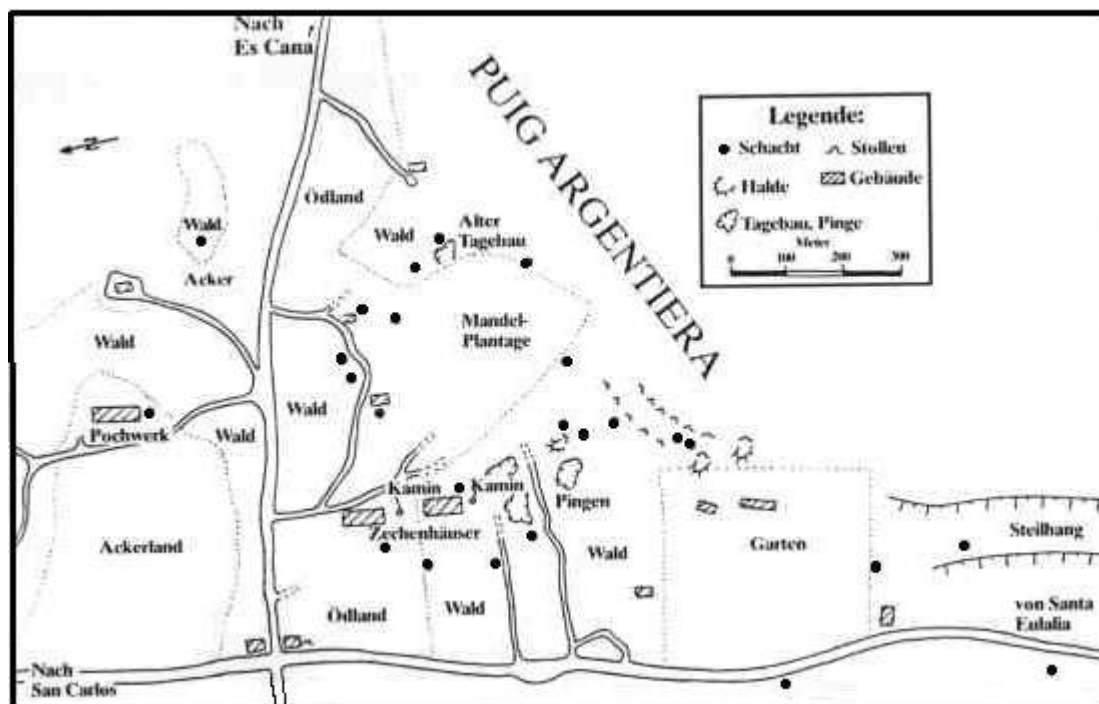 Nach
Es Cana
PUIG ARGENTIERA
Legende:
Schacht
Stollen
Halde
Gebäude
Tagebau, Pinge
Meter
0 100 200 300
N
Ödland
Wald
Wald
Alter
Tagebau
Acker
Wald
Mandel-
Plantage
Wald
Pochwerk
Wald
Kamin
Kamin
Zechenhäuser
Pingen
Ackerland
Wald
Garten
Steilhang
Ödland
Wald
von Santa
Eulalia
Nach
San Carlos